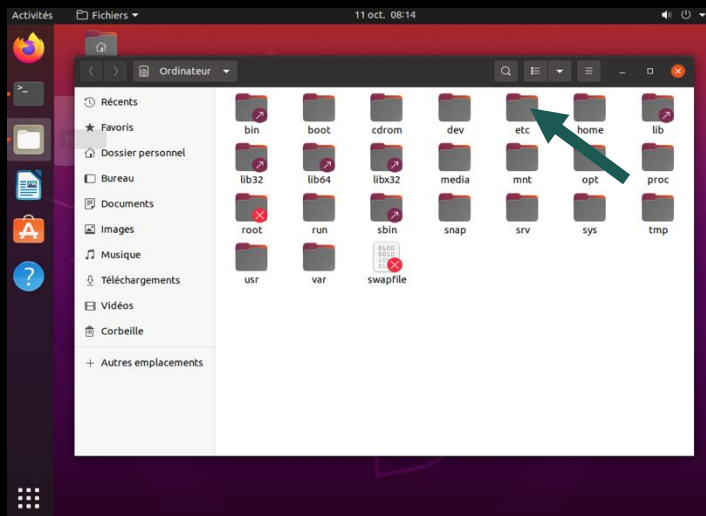 Activités Fichiers 11 oct. 08:14
Ordinateur
Récents
Favoris
Dossier personnel
Bureau
Documents
Images
Musique
Téléchargements
Vidéos
Corbeille
Autres emplacements
bin boot cdrom dev etc home lib
lib32 lib64 libx32 media mnt opt proc
root run sbin snap srv sys tmp
usr var swapfile